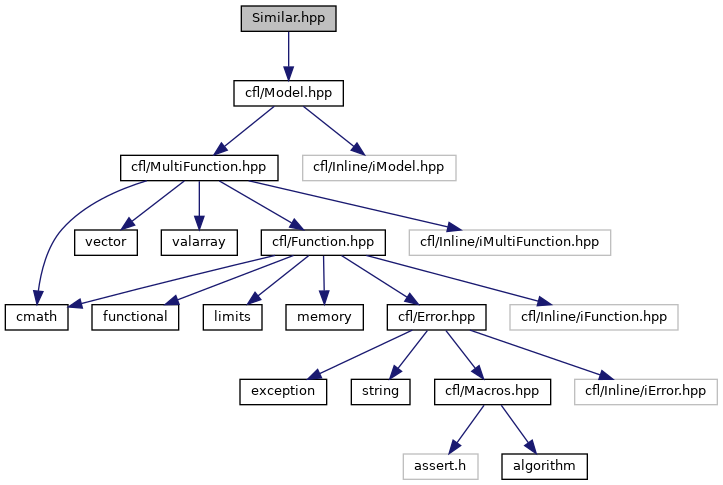 Similar.hpp
cfl/Model.hpp
cfl/MultiFunction.hpp
cfl/Inline/iModel.hpp
vector
valarray
cfl/Function.hpp
cfl/Inline/iMultiFunction.hpp
cmath
functional
limits
memory
cfl/Error.hpp
cfl/Inline/iFunction.hpp
exception
string
cfl/Macros.hpp
cfl/Inline/iError.hpp
assert.h
algorithm